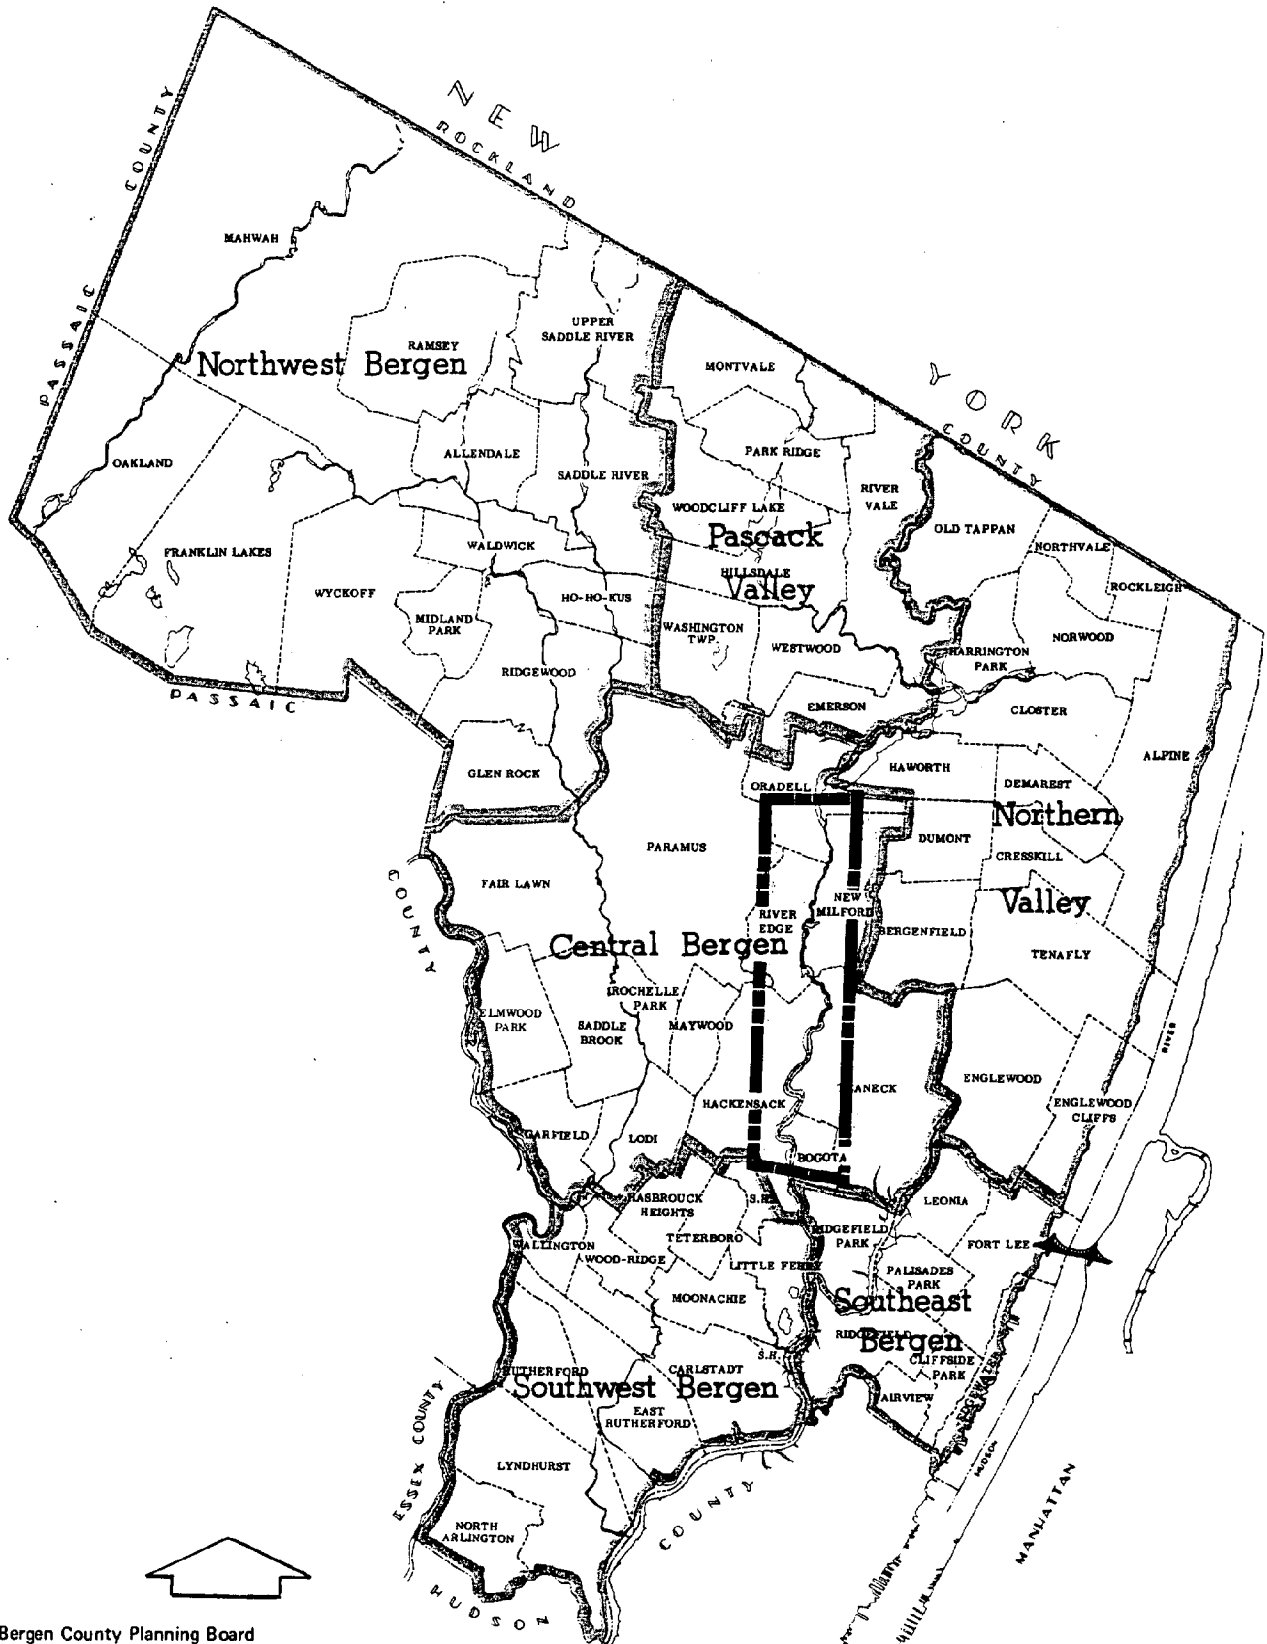 NEW
ROCKLAND
COUNTY
PASSAIC
MAHWAH
UPPER
SADDLE RIVER
RAMSEY
Northwest Bergen
MONTVALE
YORK
COUNTY
ALLENDALE
PARK RIDGE
OAKLAND
SADDLE RIVER
RIVER
VALE
WOODCLIFF LAKE
OLD TAPPAN
Pascack
NORTHVALE
WALDWICK
FRANKLIN LAKES
HILLSDALE
Valley
ROCKLEIGH
WYCKOFF
HO-HO-KUS
MIDLAND
PARK
WASHINGTON
TWP.
NORWOOD
WESTWOOD
HARRINGTON
PARK
RIDGEWOOD
PASSAIC
EMERSON
CLOSTER
ALPINE
HAWORTH
GLEN ROCK
ORADELL
DEMAREST
Northern
DUMONT
PARAMUS
CRESSKILL
COUNTY
FAIR LAWN
NEW
MILFORD
Valley
RIVER
EDGE
BERGENFIELD
Central Bergen
TENAFLY
ROCHELLE
PARK
ELMWOOD
PARK
SADDLE
BROOK
MAYWOOD
RIVER
ENGLEWOOD
ANECK
HACKENSACK
ENGLEWOOD
CLIFFS
GARFIELD
LODI
BOGOTA
HASBROUCK
HEIGHTS
S.H.
LEONIA
RIDGEFIELD
PARK
TETERBORO
WALLINGTON
FORT LEE
WOOD-RIDGE
LITTLE FERRY
PALISADES
PARK
MOONACHIE
Southeast
RIDGEFIELD
Bergen
S.H.
CLIFFSIDE
PARK
RUTHERFORD
CARLSTADT
Southwest Bergen
AIRVIEW
EDGEWATER
EAST
RUTHERFORD
ESSEX COUNTY
LYNDHURST
HUDSON
COUNTY
MANHATTAN
NORTH
ARLINGTON
HUDSON
Bergen County Planning Board